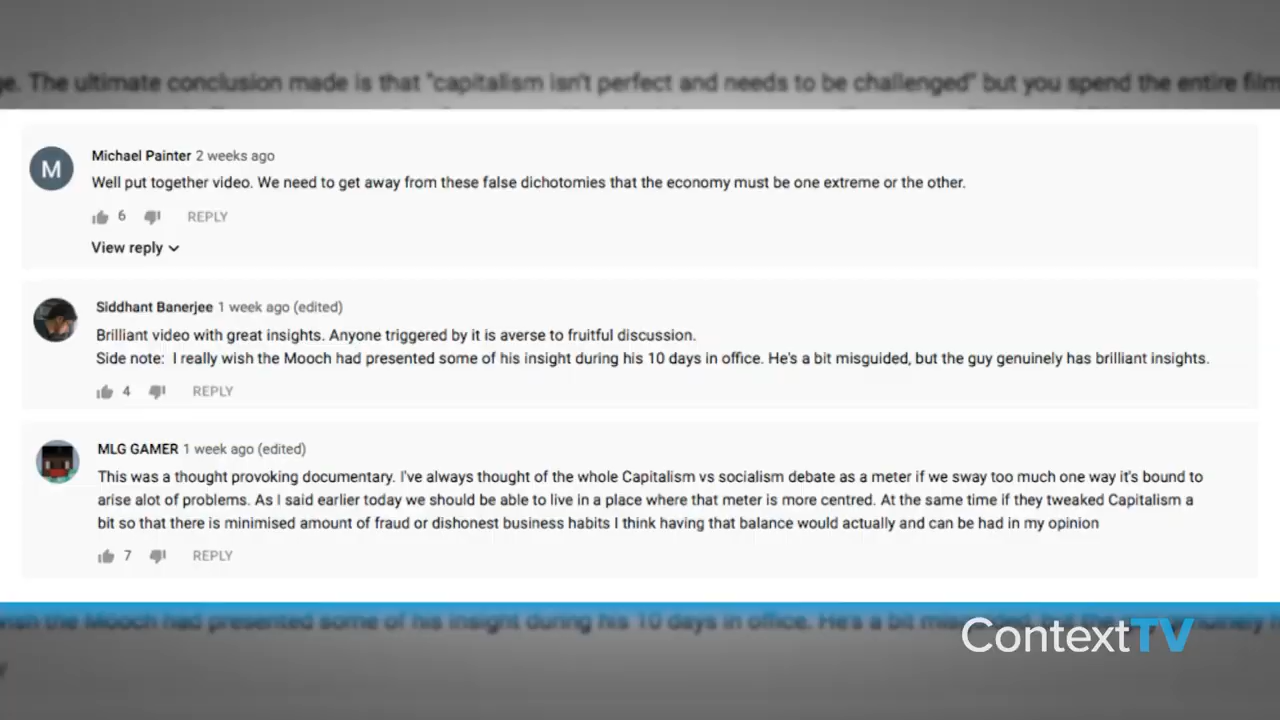 ge. The ultimate conclusion made is that "capitalism isn't perfect and needs to be challenged" but you spend the entire film
M
Michael Painter 2 weeks ago
Well put together video. We need to get away from these false dichotomies that the economy must be one extreme or the other.
6 REPLY
View reply
Siddhant Banerjee 1 week ago (edited)
Brilliant video with great insights. Anyone triggered by it is averse to fruitful discussion.
Side note: I really wish the Mooch had presented some of his insight during his 10 days in office. He's a bit misguided, but the guy genuinely has brilliant insights.
4 REPLY
MLG GAMER 1 week ago (edited)
This was a thought provoking documentary. I've always thought of the whole Capitalism vs socialism debate as a meter if we sway too much one way it's bound to
arise alot of problems. As I said earlier today we should be able to live in a place where that meter is more centred. At the same time if they tweaked Capitalism a
bit so that there is minimised amount of fraud or dishonest business habits I think having that balance would actually and can be had in my opinion
7 REPLY
the Mooch had presented some of his insight during his 10 days in office. He's a bit
ContextTV